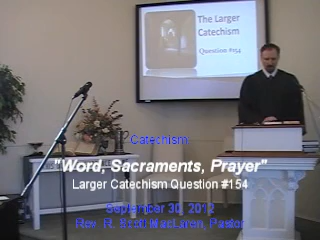 The Larger
Catechism
Question #154
Catechism
"Word, Sacraments, Prayer"
Larger Catechism Question #154
September 30, 2012
Rev. R. Scott MacLaren, Pastor